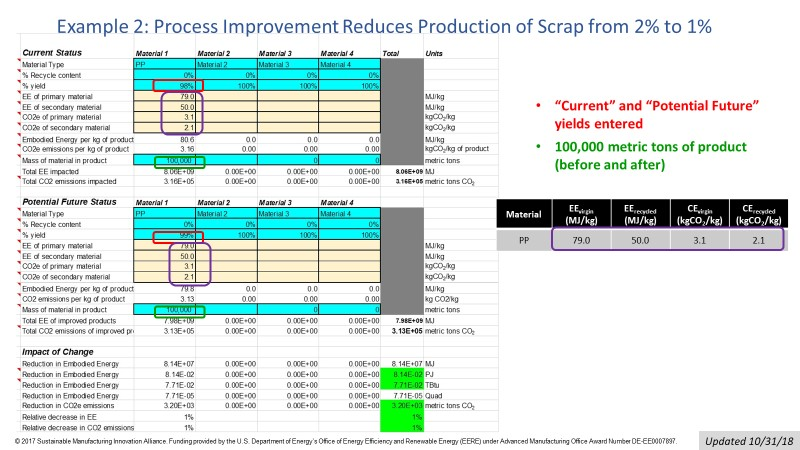 Example 2: Process Improvement Reduces Production of Scrap from 2% to 1%
Current Status Material 1 Material 2 Material 3 Material 4 Total Units
Material Type PP Material 2 Material 3 Material 4
% Recycle content 0% 0% 0% 0%
% yield 98% 100% 100% 100%
EE of primary material 79.0 MJ/kg
EE of secondary material 50.0 MJ/kg
CO2e of primary material 3.1 kgCO2/kg
CO2e of secondary material 2.1 kgCO2/kg
Embodied Energy per kg of product 80.6 0.0 0.0 0.0 MJ/kg
CO2e emissions per kg of product 3.16 0.00 0.00 0.00 kgCO2/kg of product
Mass of material in product 100,000 0 0 metric tons
Total EE impacted 8.06E+09 0.00E+00 0.00E+00 0.00E+00 8.06E+09 MJ
Total CO2 emissions impacted 3.16E+05 0.00E+00 0.00E+00 0.00E+00 3.16E+05 metric tons CO2
Potential Future Status Material 1 Material 2 Material 3 Material 4 Total Units
Material Type PP Material 2 Material 3 Material 4
% Recycle content 0% 0% 0% 0%
% yield 99% 100% 100% 100%
EE of primary material 79.0 MJ/kg
EE of secondary material 50.0 MJ/kg
CO2e of primary material 3.1 kgCO2/kg
CO2e of secondary material 2.1 kgCO2/kg
Embodied Energy per kg of product 79.8 0.0 0.0 0.0 MJ/kg
CO2 emissions per kg of product 3.13 0.00 0.00 0.00 kg CO2/kg
Mass of material in product 100,000 0 0 metric tons
Total EE of improved products 7.98E+09 0.00E+00 0.00E+00 0.00E+00 7.98E+09 MJ
Total CO2 emissions of improved pr 3.13E+05 0.00E+00 0.00E+00 0.00E+00 3.13E+05 metric tons CO2
Impact of Change
Reduction in Embodied Energy 8.14E+07 0.00E+00 0.00E+00 0.00E+00 8.14E+07 MJ
Reduction in Embodied Energy 8.14E-02 0.00E+00 0.00E+00 0.00E+00 8.14E-02 PJ
Reduction in Embodied Energy 7.71E-02 0.00E+00 0.00E+00 0.00E+00 7.71E-02 TBtu
Reduction in Embodied Energy 7.71E-05 0.00E+00 0.00E+00 0.00E+00 7.71E-05 Quad
Reduction in CO2e emissions 3.20E+03 0.00E+00 0.00E+00 0.00E+00 3.20E+03 metric tons CO2
Relative decrease in EE 1% 1%
Relative decrease in CO2 emissions 1% 1%
• “Current” and “Potential Future”
yields entered
• 100,000 metric tons of product
(before and after)
Material EEvirgin (MJ/kg) EErecycled (MJ/kg) CEvirgin (kgCO2/kg) CErecycled (kgCO2/kg)
PP 79.0 50.0 3.1 2.1
© 2017 Sustainable Manufacturing Innovation Alliance. Funding provided by the U.S. Department of Energy's Office of Energy Efficiency and Renewable Energy (EERE) under Advanced Manufacturing Office Award Number DE-EE0007897.
Updated 10/31/18